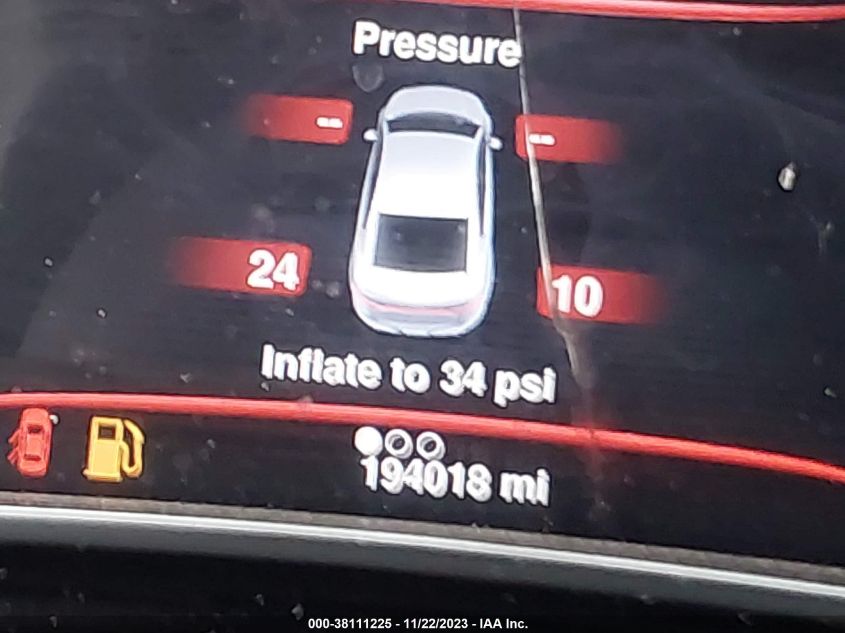 Pressure
-- --
24 10
Inflate to 34 psi
194018 mi
000-38111225 - 11/22/2023 - IAA Inc.